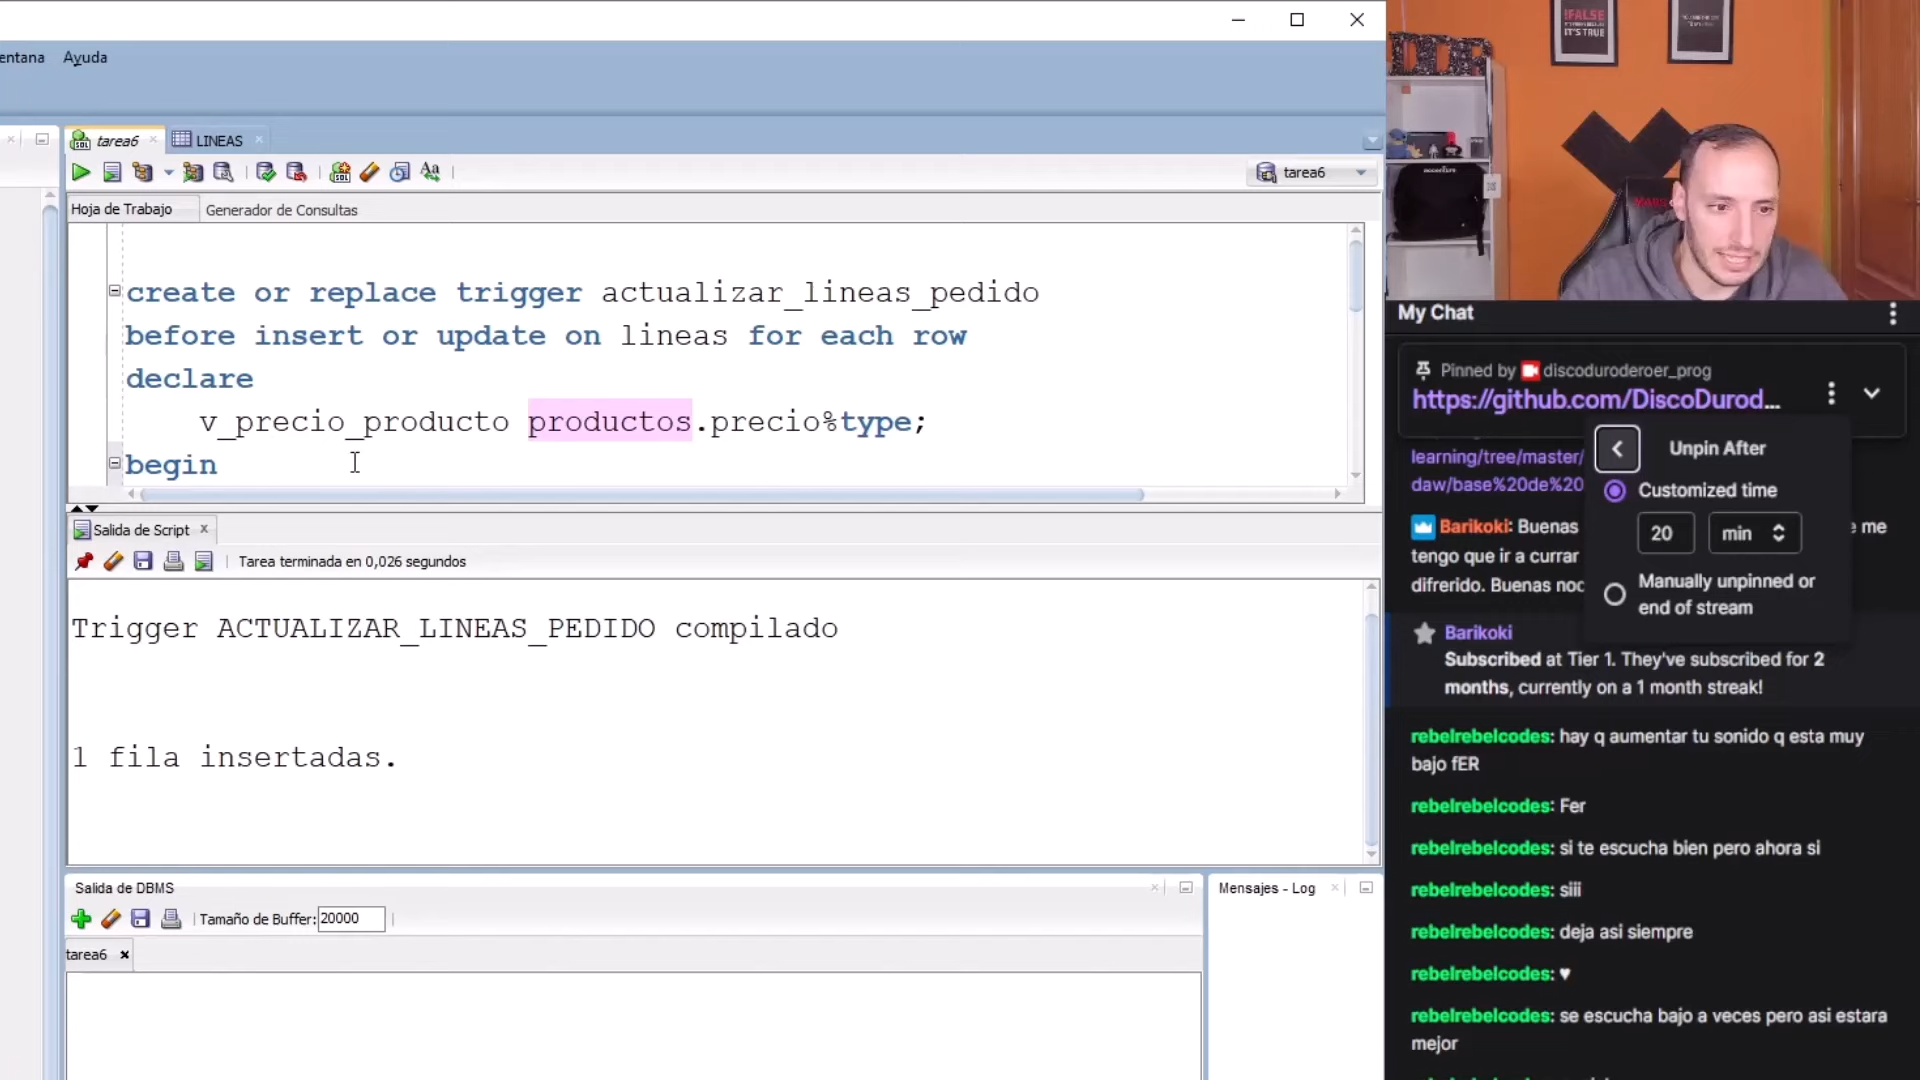 entana Ayuda
tarea6
LINEAS
tarea6
Hoja de Trabajo
Generador de Consultas
create or replace trigger actualizar_lineas_pedido
before insert or update on lineas for each row
declare
v_precio_producto productos.precio%type;
begin
Salida de Script
Tarea terminada en 0,026 segundos
Trigger ACTUALIZAR_LINEAS_PEDIDO compilado
1 fila insertadas.
Salida de DBMS
Tamaño de Buffer: 20000
tarea6
Mensajes - Log
!FALSE
IT'S TRUE
accenture
My Chat
Pinned by discoduroderoer_prog
https://github.com/DiscoDurod...
Unpin After
Customized time
20 min
Manually unpinned or
end of stream
learning/tree/master/
daw/base%20de%20
Barikoki: Buenas e me
tengo que ir a currar
difrerido. Buenas noc
Barikoki
Subscribed at Tier 1. They've subscribed for 2
months, currently on a 1 month streak!
rebelrebelcodes: hay q aumentar tu sonido q esta muy
bajo fER
rebelrebelcodes: Fer
rebelrebelcodes: si te escucha bien pero ahora si
rebelrebelcodes: siii
rebelrebelcodes: deja asi siempre
rebelrebelcodes: ♥
rebelrebelcodes: se escucha bajo a veces pero asi estara
mejor